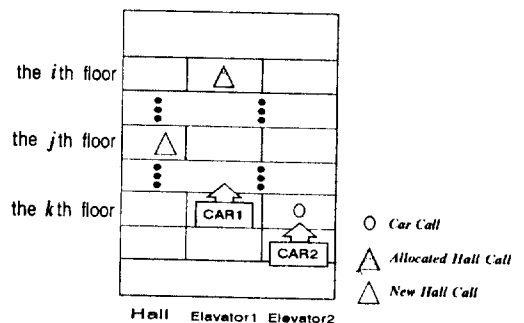 the ith floor
the jth floor
the kth floor
CAR1
CAR2
Car Call
Allocated Hall Call
New Hall Call
Hall Elavator1 Elevator2